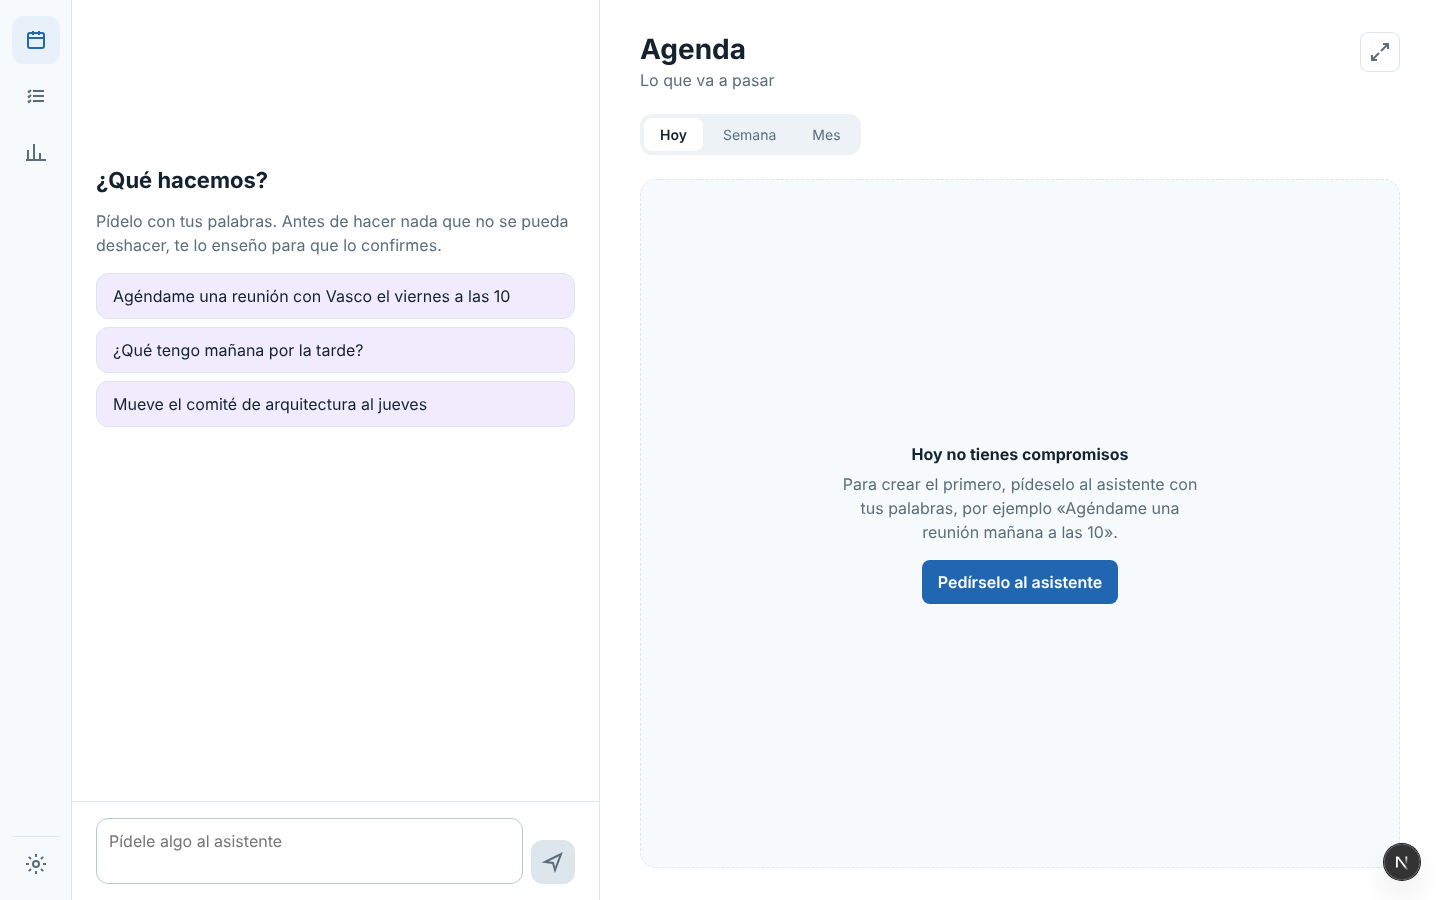 ¿Qué hacemos?
Pídelo con tus palabras. Antes de hacer nada que no se pueda
deshacer, te lo enseño para que lo confirmes.
Agéndame una reunión con Vasco el viernes a las 10
¿Qué tengo mañana por la tarde?
Mueve el comité de arquitectura al jueves
Pídele algo al asistente
Agenda
Lo que va a pasar
Hoy Semana Mes
Hoy no tienes compromisos
Para crear el primero, pídeselo al asistente con
tus palabras, por ejemplo «Agéndame una
reunión mañana a las 10».
Pedírselo al asistente
N